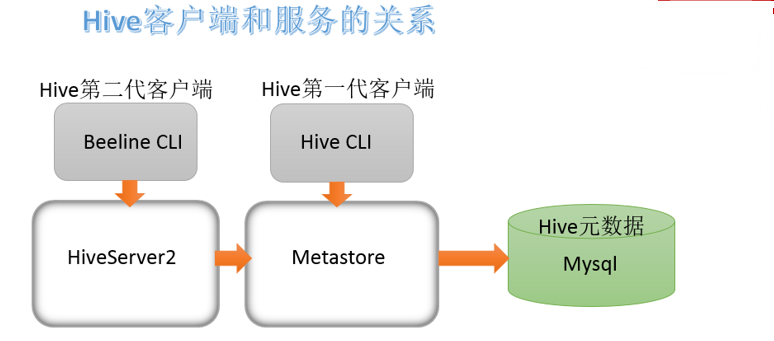 Hive客户端和服务的关系
Hive第二代客户端
Hive第一代客户端
Beeline CLI
Hive CLI
HiveServer2
Metastore
Hive元数据
Mysql